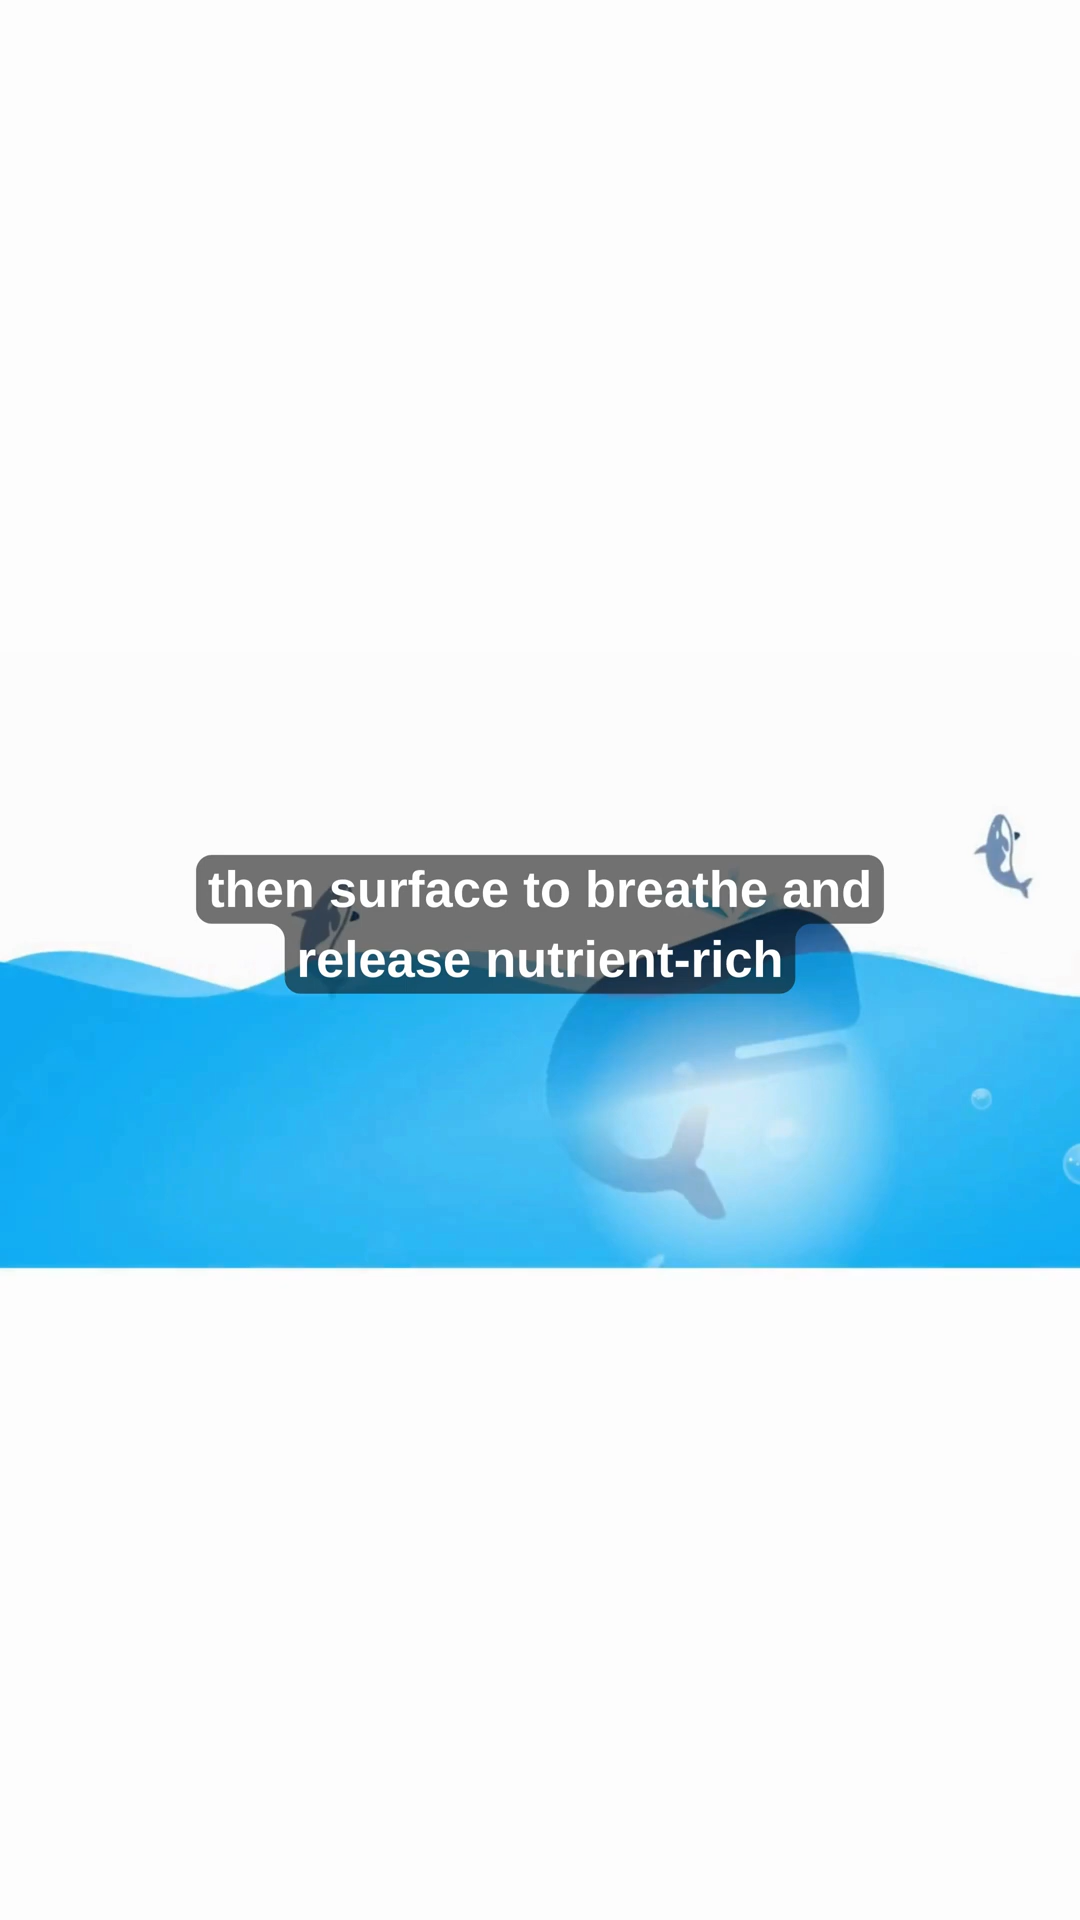 then surface to breathe and
release nutrient-rich